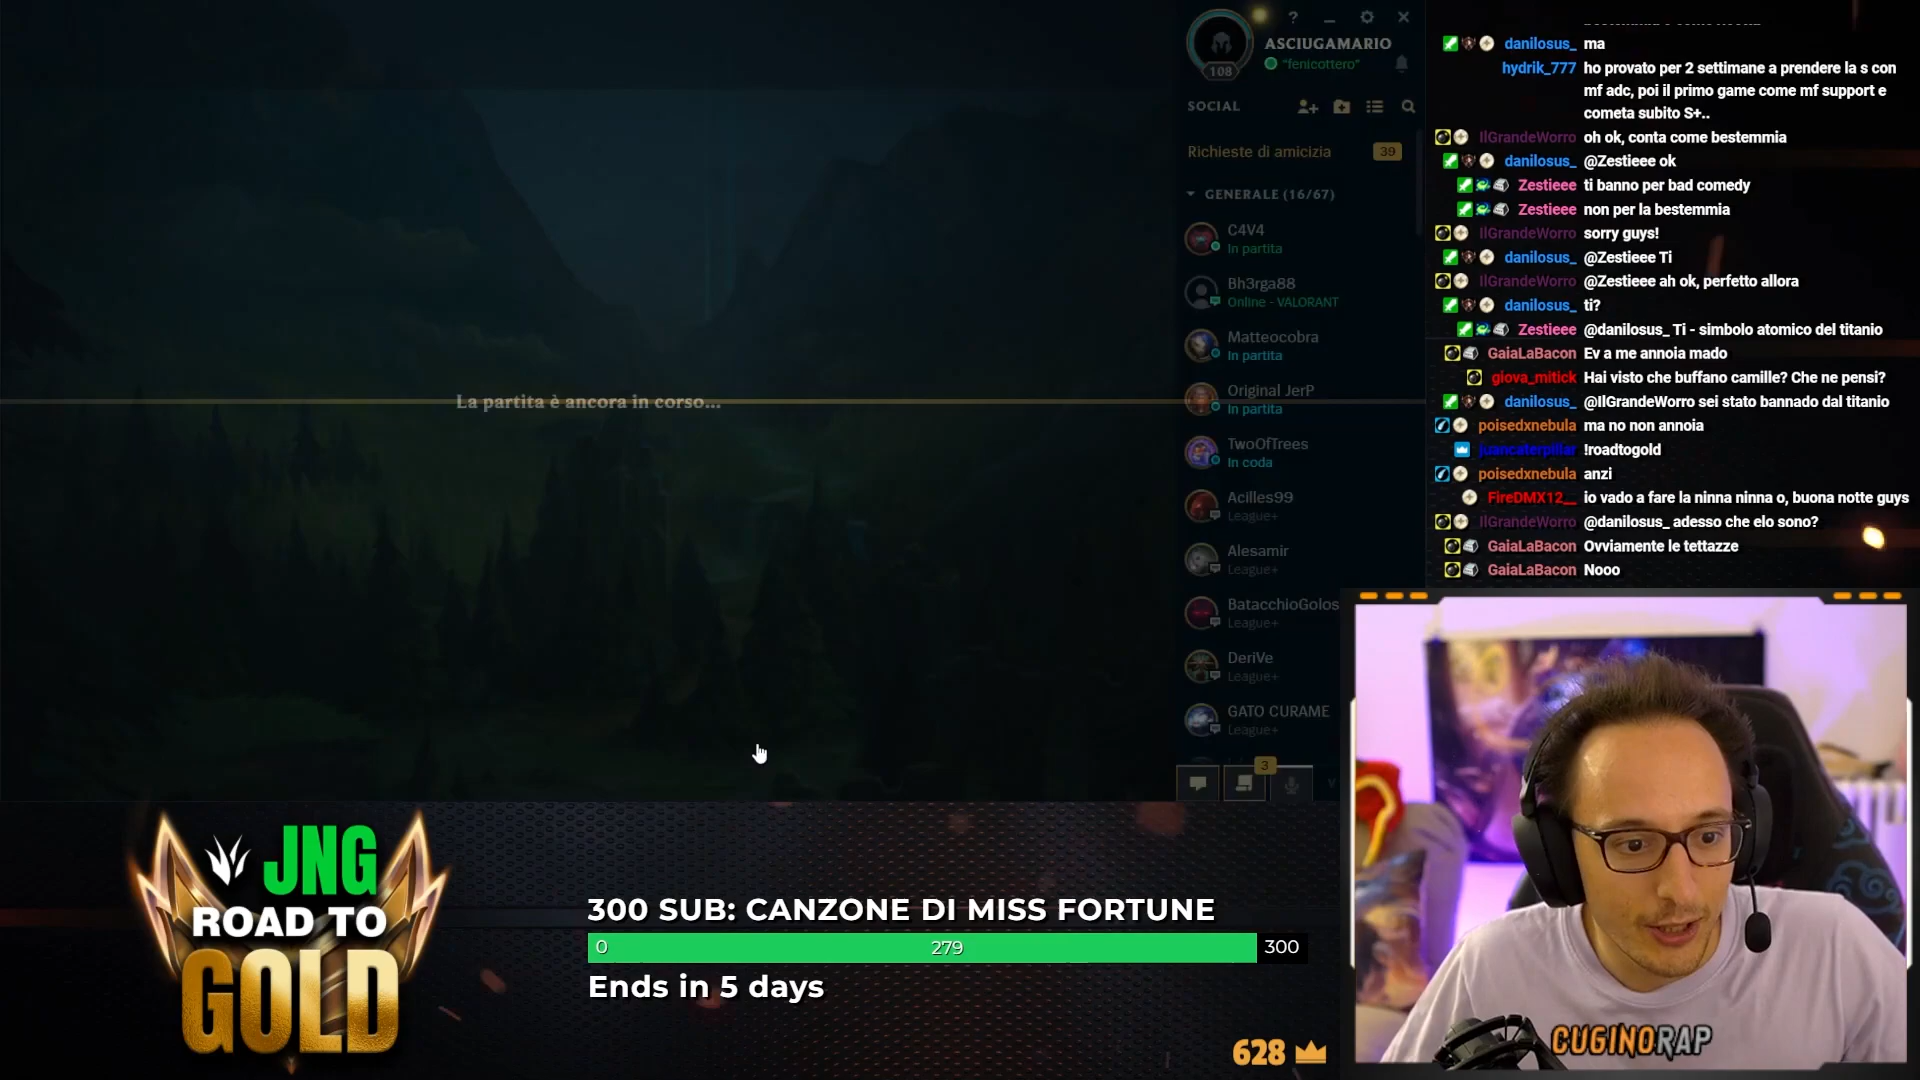 ASCIUGAMARIO
108
"fenicottero"
SOCIAL
Richieste di amicizia
39
GENERALE (16/67)
C4V4
In partita
Bh3rga88
Online - VALORANT
Matteocobra
In partita
Original JerP
In partita
TwoOfTrees
In coda
Acilles99
League+
Alesamir
League+
BatacchioGolos
League+
DeriVe
League+
GATO CURAME
League+
3
La partita è ancora in corso...
danilosus_ ma
hydrik_777 ho provato per 2 settimane a prendere la s con
mf adc, poi il primo game come mf support e
cometa subito S+..
IlGrandeWorro oh ok, conta come bestemmia
danilosus_ @Zestieee ok
Zestieee ti banno per bad comedy
Zestieee non per la bestemmia
IlGrandeWorro sorry guys!
danilosus_ @Zestieee Ti
IlGrandeWorro @Zestieee ah ok, perfetto allora
danilosus_ ti?
Zestieee @danilosus_ Ti - simbolo atomico del titanio
GaiaLaBacon Ev a me annoia mado
giova_mitick Hai visto che buffano camille? Che ne pensi?
danilosus_ @IlGrandeWorro sei stato bannado dal titanio
poisedxnebula ma no non annoia
juancaterpillar !roadtogold
poisedxnebula anzi
FireDMX12__ io vado a fare la ninna ninna o, buona notte guys
IlGrandeWorro @danilosus_ adesso che elo sono?
GaiaLaBacon Ovviamente le tettazze
GaiaLaBacon Nooo
JNG
ROAD TO
GOLD
300 SUB: CANZONE DI MISS FORTUNE
0 279 300
Ends in 5 days
628
CUGINORAP